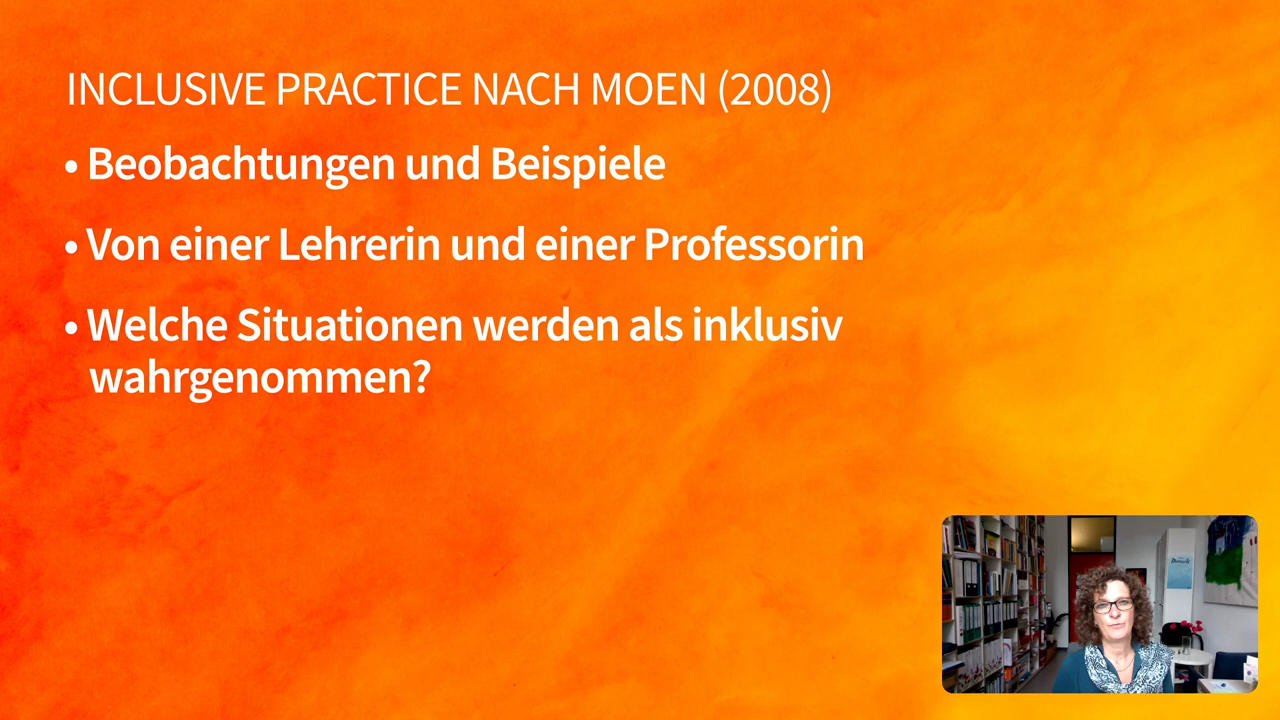 INCLUSIVE PRACTICE NACH MOEN (2008)
• Beobachtungen und Beispiele
• Von einer Lehrerin und einer Professorin
• Welche Situationen werden als inklusiv
wahrgenommen?